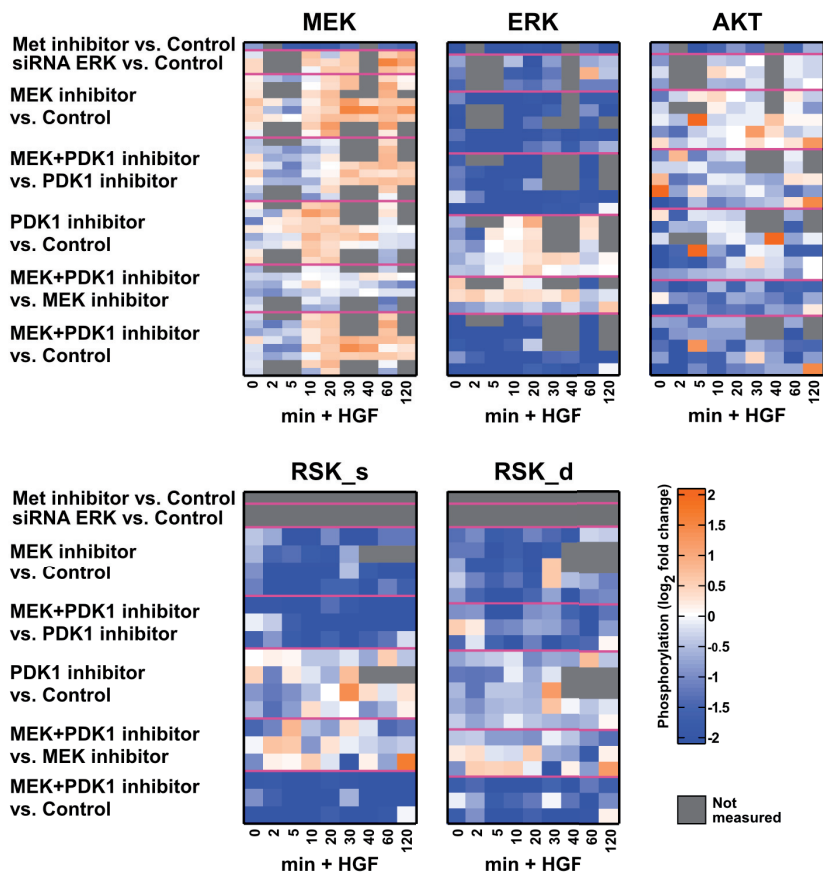 MEK ERK AKT
Met inhibitor vs. Control
siRNA ERK vs. Control
MEK inhibitor
vs. Control
MEK+PDK1 inhibitor
vs. PDK1 inhibitor
PDK1 inhibitor
vs. Control
MEK+PDK1 inhibitor
vs. MEK inhibitor
MEK+PDK1 inhibitor
vs. Control
0 2 5 10 20 30 40 60 120 0 2 5 10 20 30 40 60 120 0 2 5 10 20 30 40 60 120
min + HGF min + HGF min + HGF
RSK_s RSK_d
Met inhibitor vs. Control
siRNA ERK vs. Control
MEK inhibitor
vs. Control
MEK+PDK1 inhibitor
vs. PDK1 inhibitor
PDK1 inhibitor
vs. Control
MEK+PDK1 inhibitor
vs. MEK inhibitor
MEK+PDK1 inhibitor
vs. Control
0 2 5 10 20 30 40 60 120 0 2 5 10 20 30 40 60 120
min + HGF min + HGF
Phosphorylation (log2 fold change)
2
1.5
1
0.5
0
-0.5
-1
-1.5
-2
Not
measured